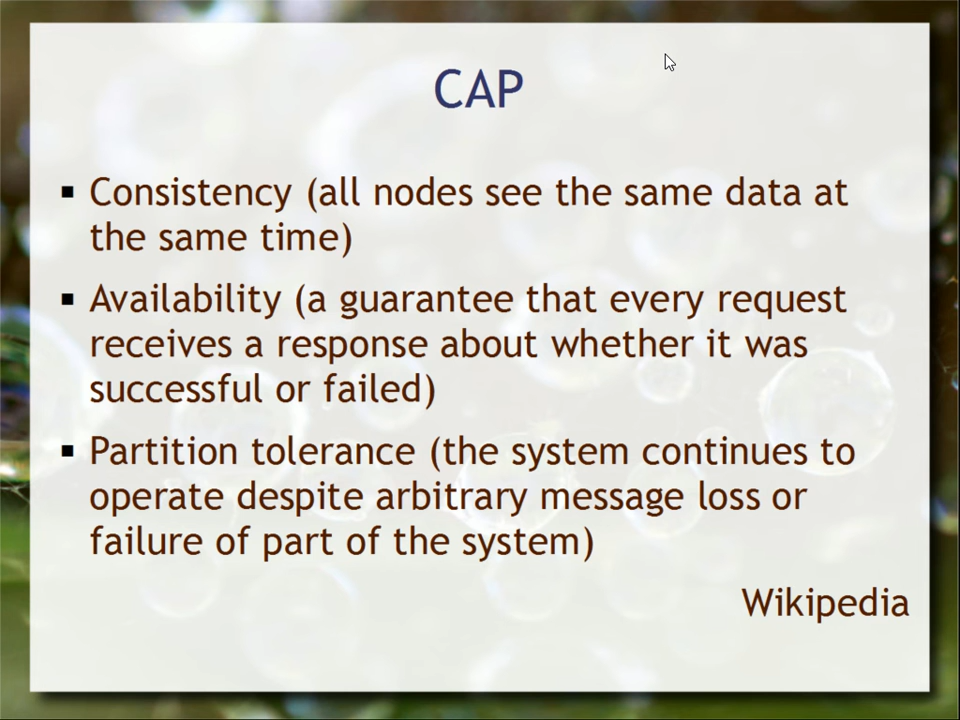 CAP
▪ Consistency (all nodes see the same data at
the same time)
▪ Availability (a guarantee that every request
receives a response about whether it was
successful or failed)
▪ Partition tolerance (the system continues to
operate despite arbitrary message loss or
failure of part of the system)
Wikipedia